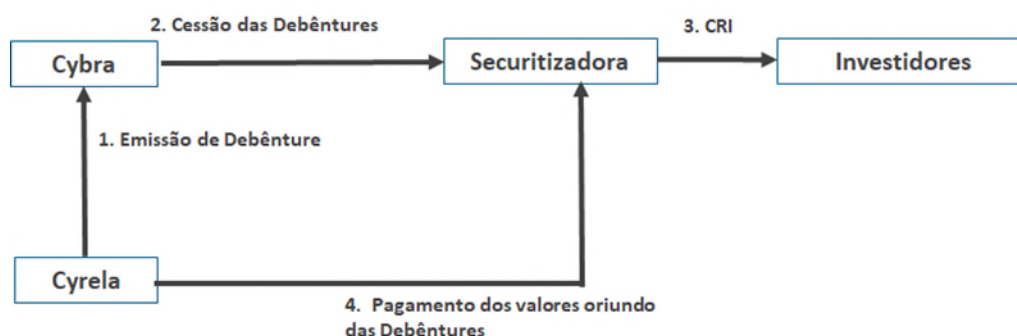 2. Cessão das Debêntures
3. CRI
Cybra
Securitizadora
Investidores
1. Emissão de Debênture
Cyrela
4. Pagamento dos valores oriundo
das Debêntures